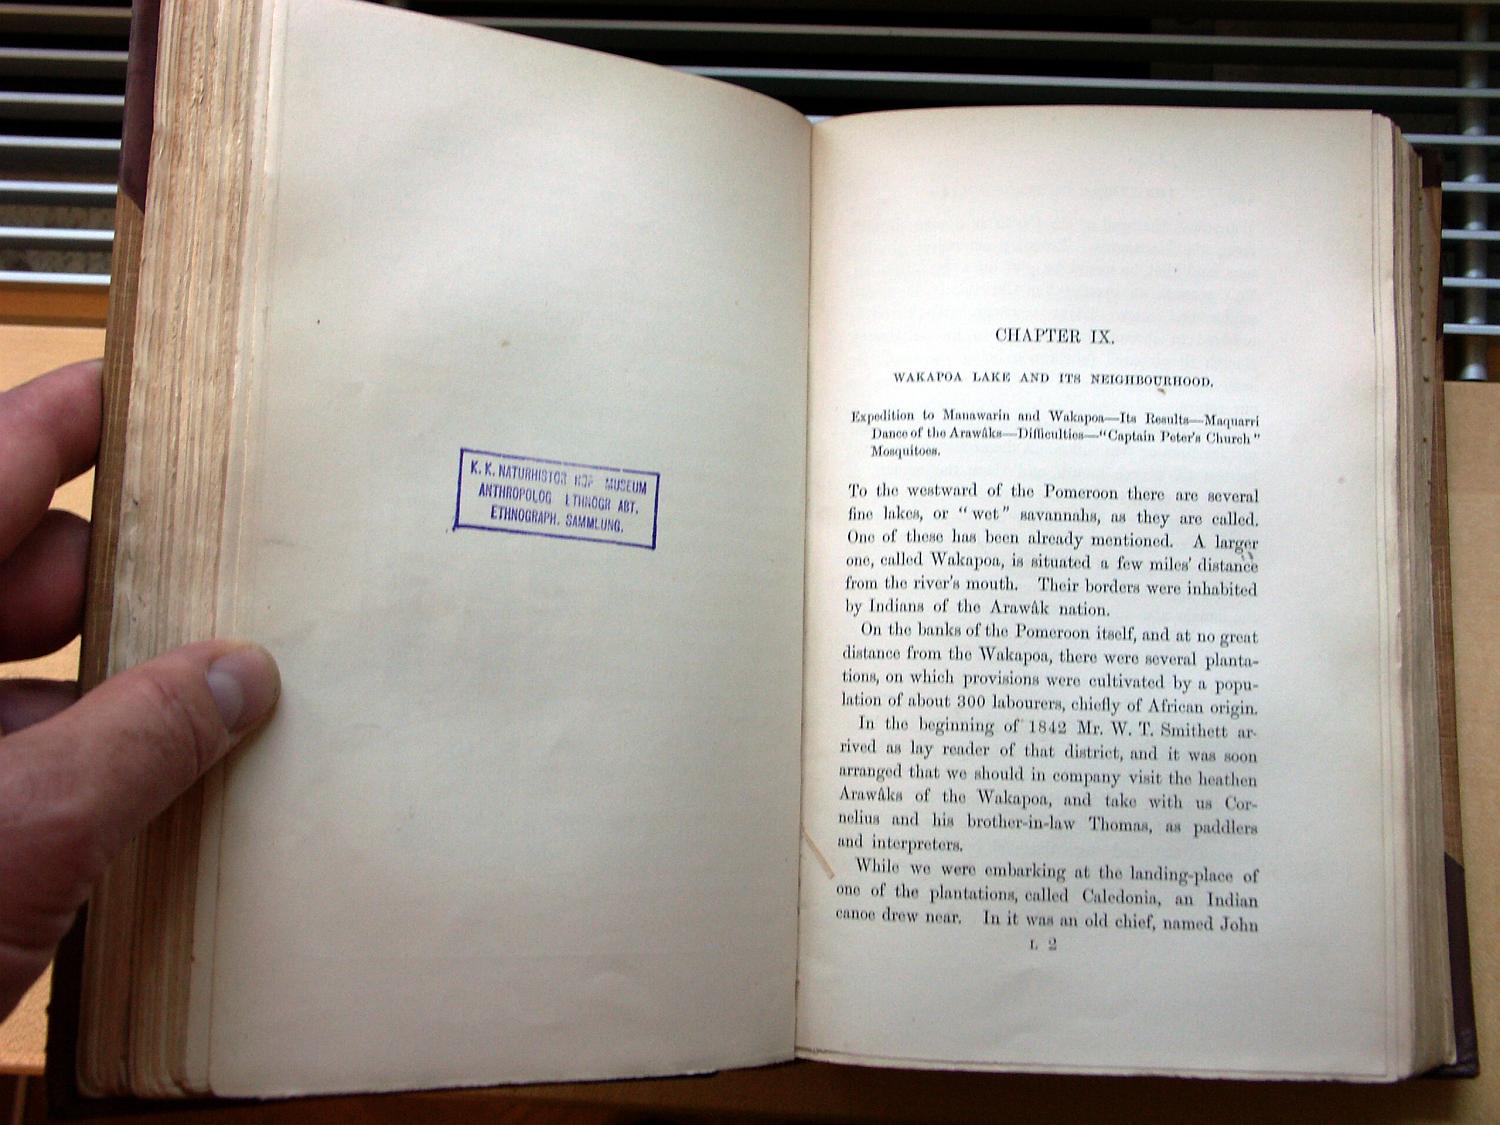 K. K. NATURHISTOR HOF MUSEUM
ANTHROPOLOG ETHNOGR ABT.
ETHNOGRAPH. SAMMLUNG.
CHAPTER IX.
WAKAPOA LAKE AND ITS NEIGHBOURHOOD.
Expedition to Manawarin and Wakapoa—Its Results—Maquarri
Dance of the Arawâks—Difficulties—“Captain Peter's Church”
Mosquitoes.
To the westward of the Pomeroon there are several
fine lakes, or “wet” savannahs, as they are called.
One of these has been already mentioned. A larger
one, called Wakapoa, is situated a few miles' distance
from the river's mouth. Their borders were inhabited
by Indians of the Arawâk nation.
On the banks of the Pomeroon itself, and at no great
distance from the Wakapoa, there were several planta-
tions, on which provisions were cultivated by a popu-
lation of about 300 labourers, chiefly of African origin.
In the beginning of 1842 Mr. W. T. Smithett ar-
rived as lay reader of that district, and it was soon
arranged that we should in company visit the heathen
Arawâks of the Wakapoa, and take with us Cor-
nelius and his brother-in-law Thomas, as paddlers
and interpreters.
While we were embarking at the landing-place of
one of the plantations, called Caledonia, an Indian
canoe drew near. In it was an old chief, named John
L 2